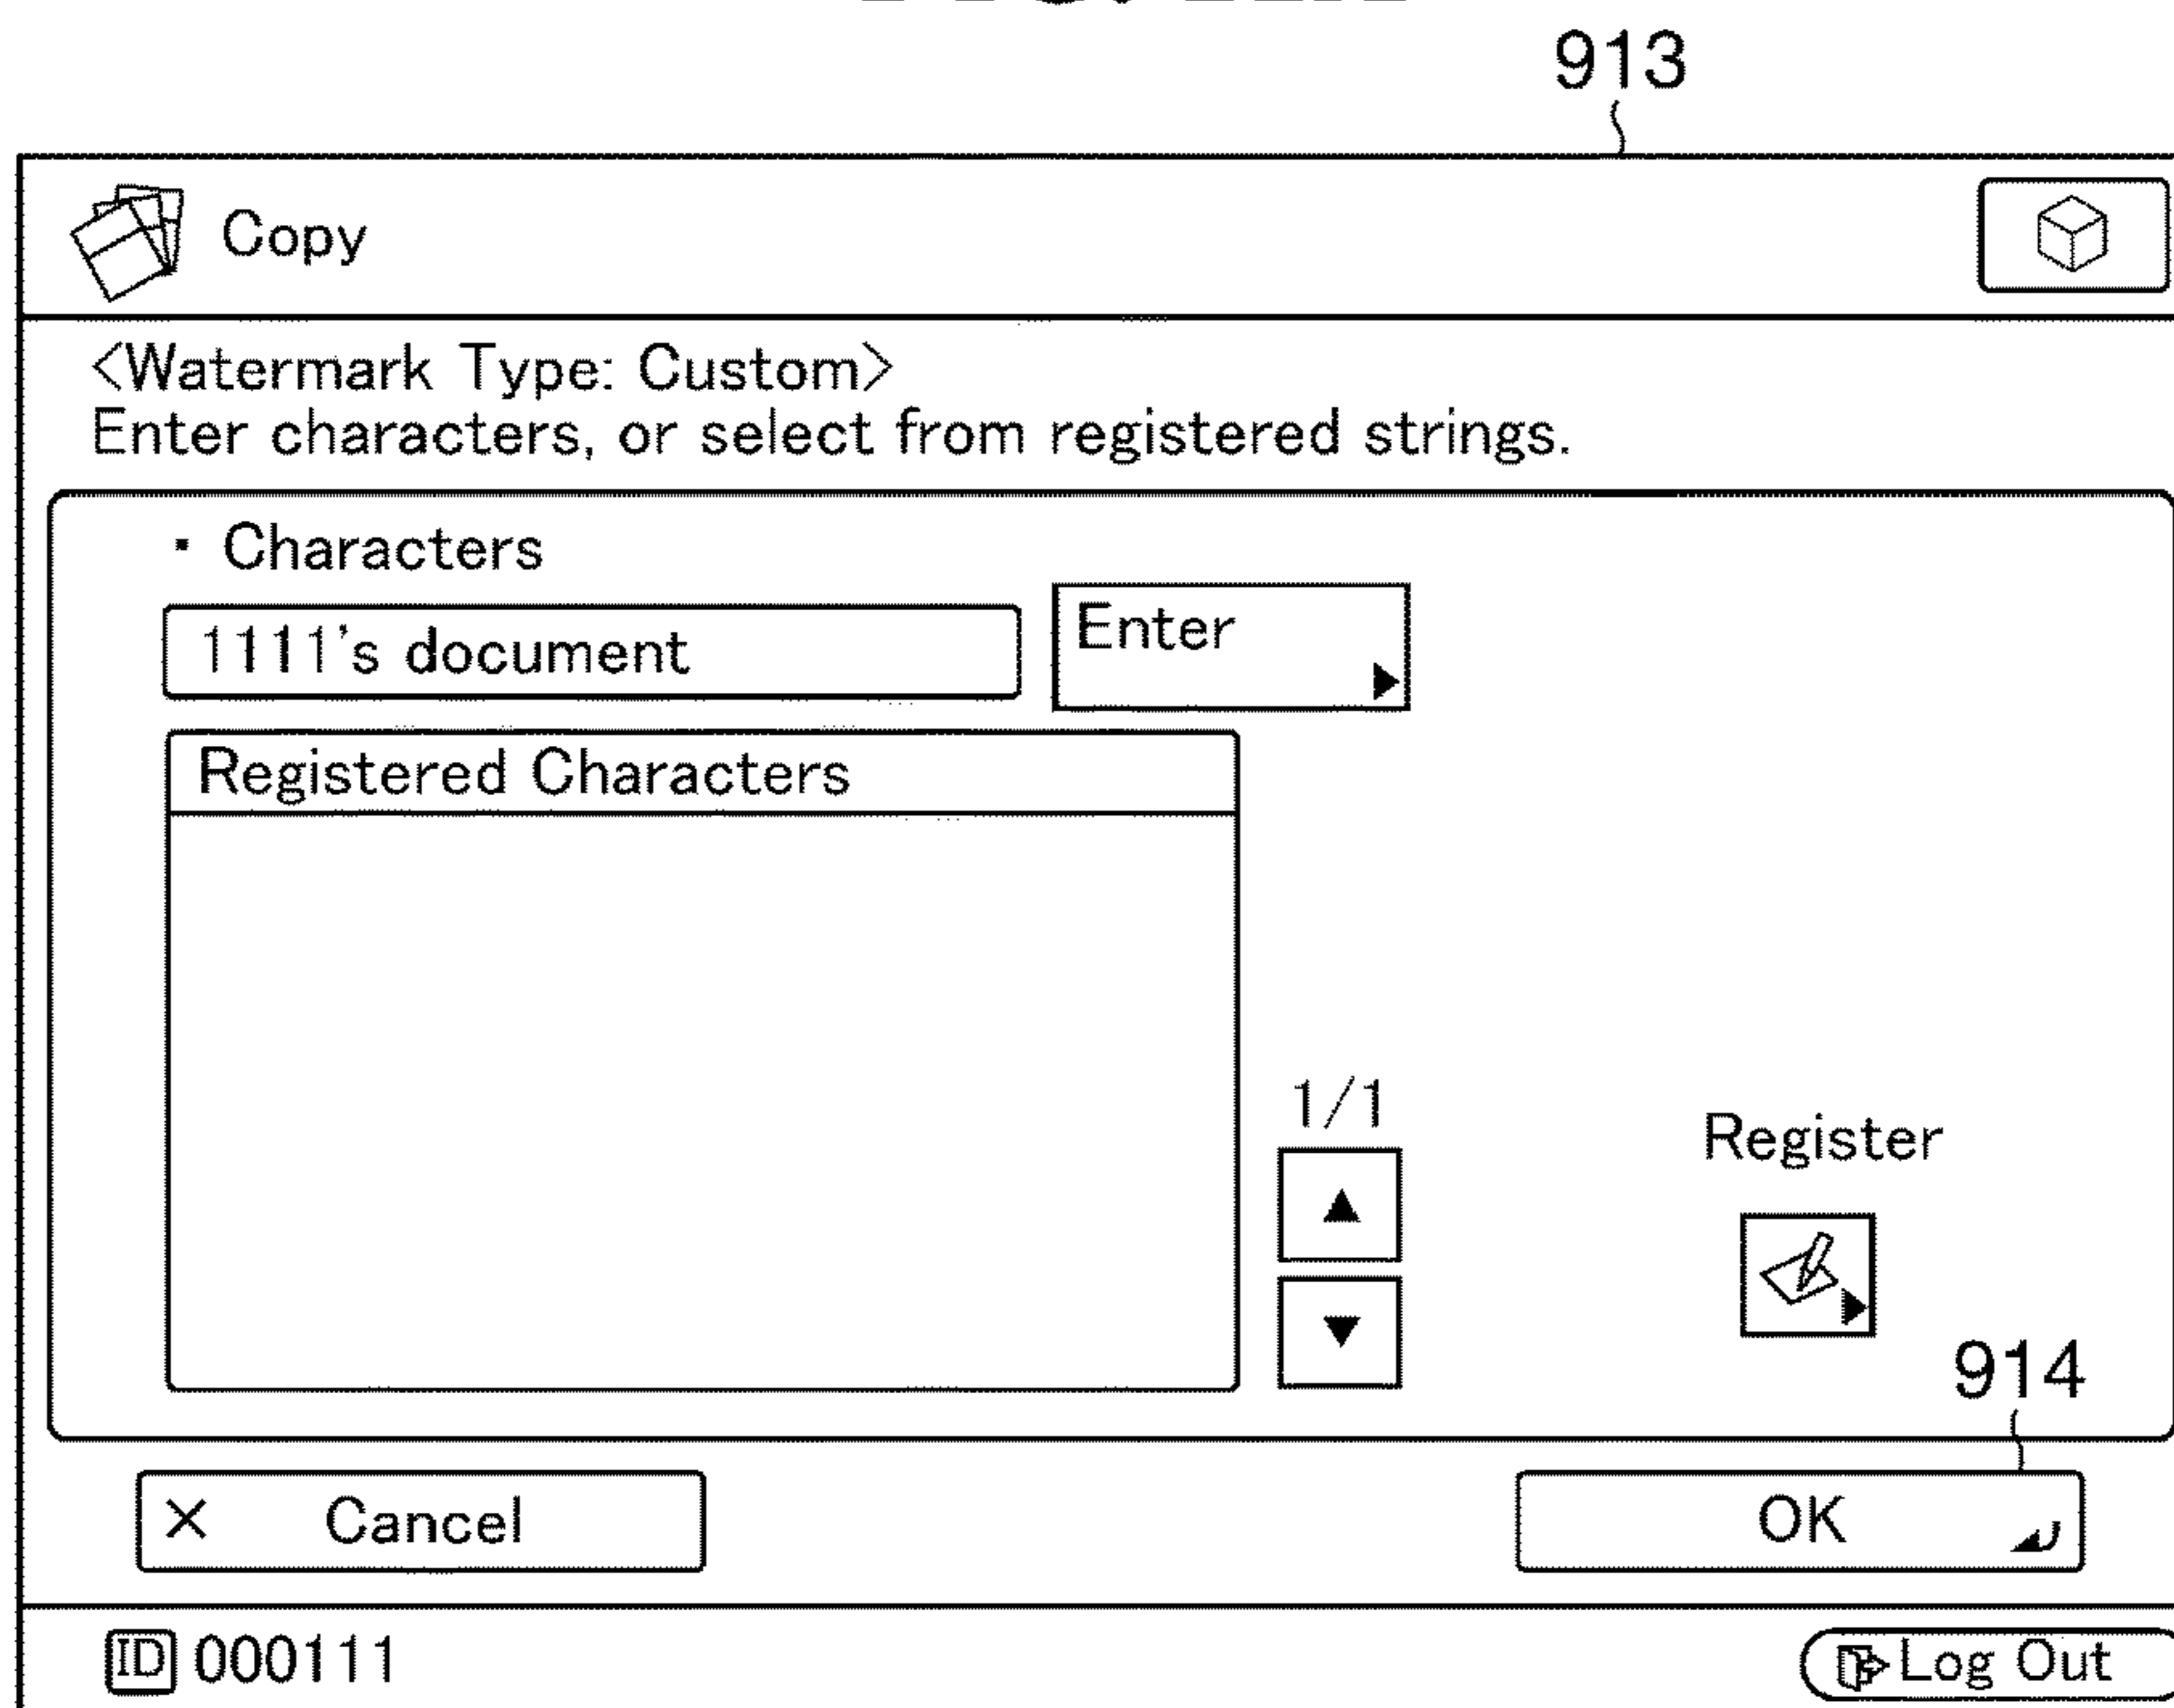 913
Copy
<Watermark Type: Custom>
Enter characters, or select from registered strings.
· Characters
1111's document
Enter
Registered Characters
1/1
Register
914
× Cancel
OK
ID 000111
Log Out